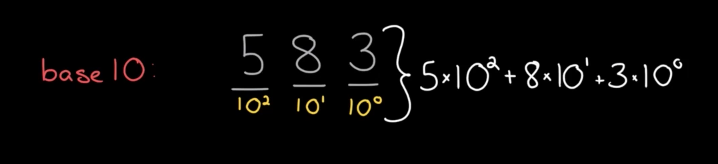 base 10: 5 8 3 } 5×10² + 8×10¹ + 3×10⁰
10² 10¹ 10⁰